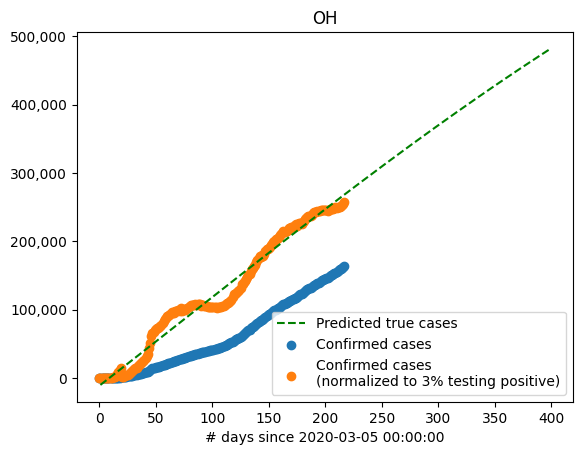 OH
500,000
400,000
300,000
200,000
100,000
0
Predicted true cases
Confirmed cases
Confirmed cases
(normalized to 3% testing positive)
0 50 100 150 200 250 300 350 400
# days since 2020-03-05 00:00:00